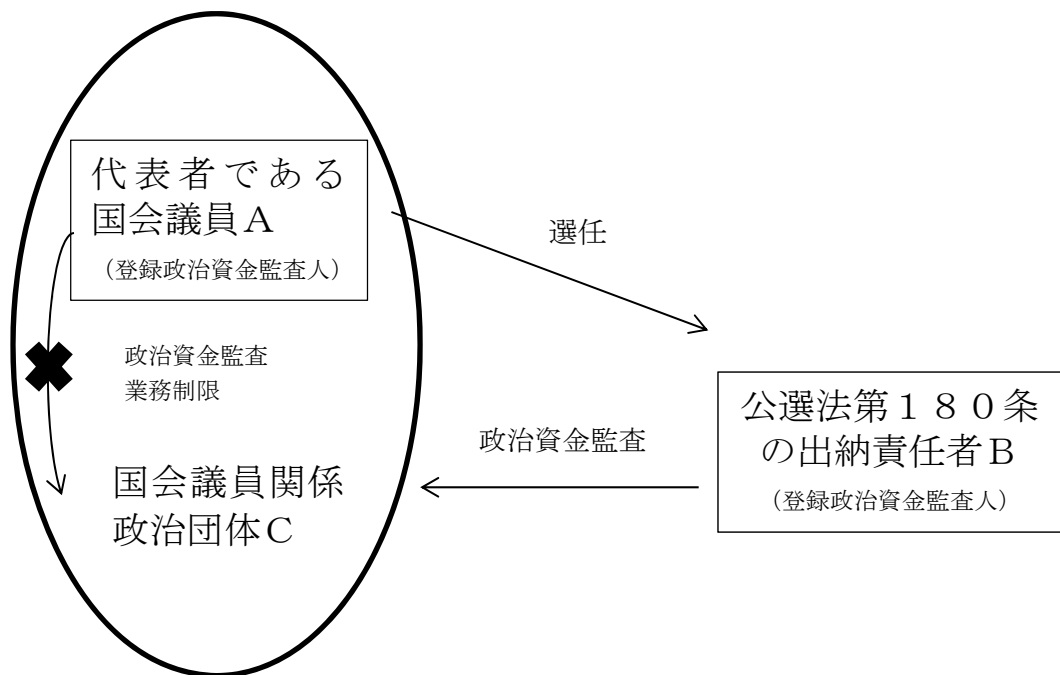 代表者である
国会議員A
（登録政治資金監査人）
選任
政治資金監査
業務制限
国会議員関係
政治団体C
政治資金監査
公選法第１８０条
の出納責任者B
（登録政治資金監査人）